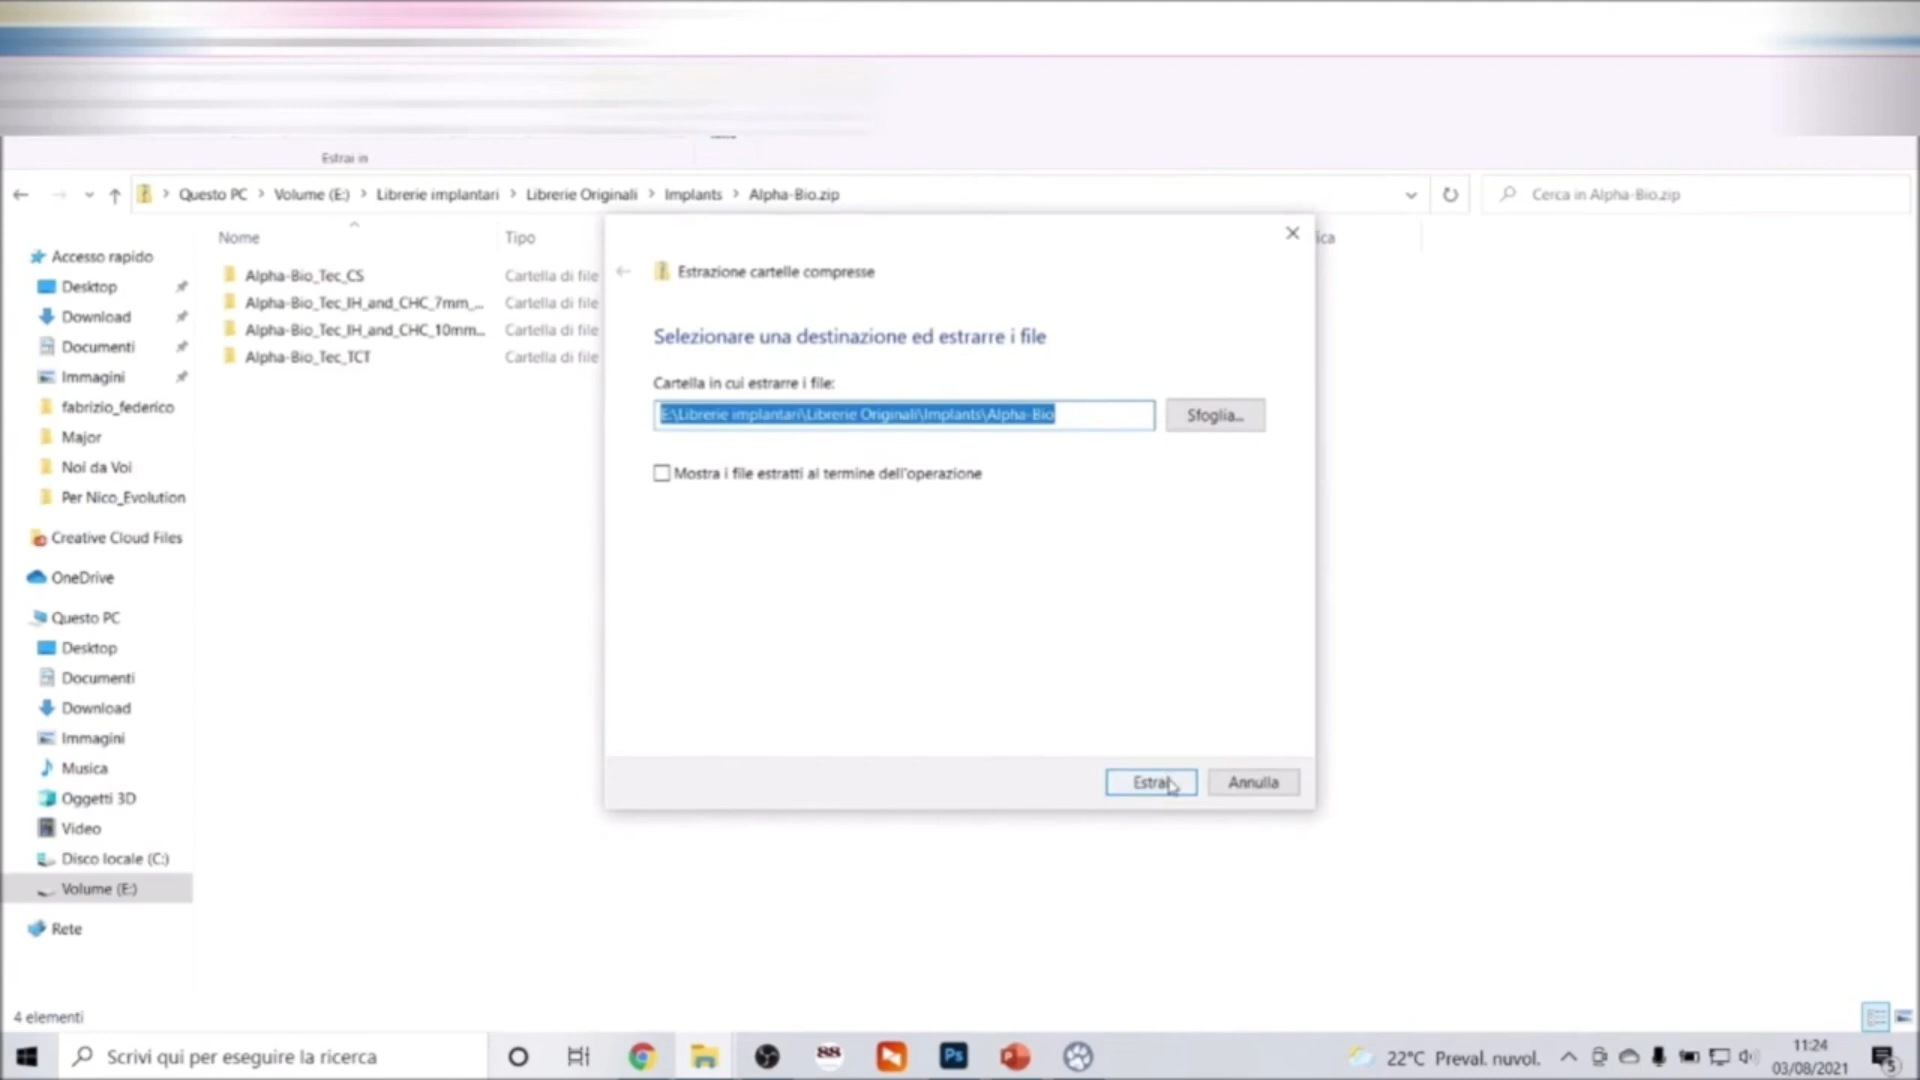 Estrai in
Questo PC > Volume (E:) > Librerie implantari > Librerie Originali > Implants > Alpha-Bio.zip
Cerca in Alpha-Bio.zip
Nome
Tipo
ica
Alpha-Bio_Tec_CS
Cartella di file
Alpha-Bio_Tec_IH_and_CHC_7mm_...
Cartella di file
Alpha-Bio_Tec_IH_and_CHC_10mm...
Cartella di file
Alpha-Bio_Tec_TCT
Cartella di file
Accesso rapido
Desktop
Download
Documenti
Immagini
fabrizio_federico
Major
Noi da Voi
Per Nico_Evolution
Creative Cloud Files
OneDrive
Questo PC
Desktop
Documenti
Download
Immagini
Musica
Oggetti 3D
Video
Disco locale (C:)
Volume (E:)
Rete
Estrazione cartelle compresse
Selezionare una destinazione ed estrarre i file
Cartella in cui estrarre i file:
E:\Librerie implantari\Librerie Originali\Implants\Alpha-Bio
Sfoglia...
Mostra i file estratti al termine dell'operazione
Estrai
Annulla
4 elementi
Scrivi qui per eseguire la ricerca
Ps
22°C Preval. nuvol.
11:24
03/08/2021
5